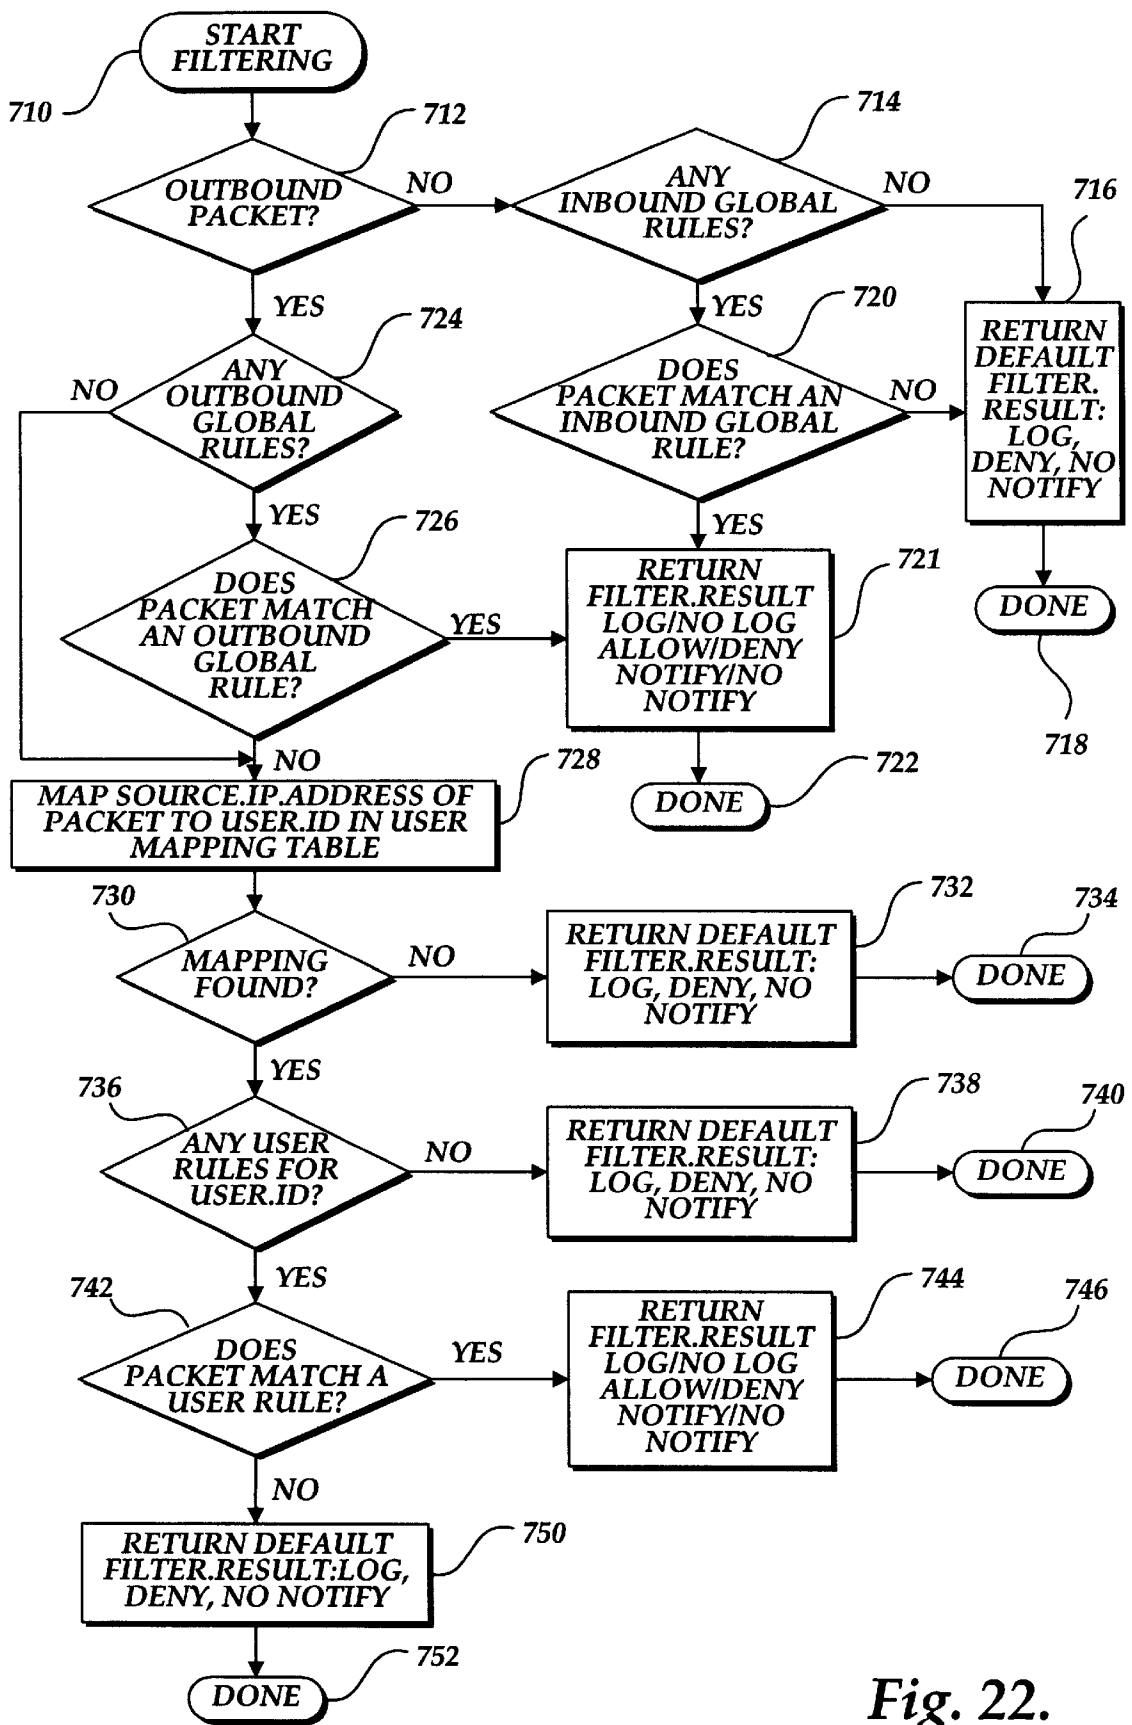 START
FILTERING
710
712
714
OUTBOUND
PACKET?
NO
ANY
INBOUND GLOBAL
RULES?
NO
716
YES
YES
724
720
ANY
OUTBOUND
GLOBAL
RULES?
NO
DOES
PACKET MATCH AN
INBOUND GLOBAL
RULE?
NO
RETURN
DEFAULT
FILTER.
RESULT:
LOG,
DENY, NO
NOTIFY
YES
YES
726
DOES
PACKET MATCH
AN OUTBOUND
GLOBAL
RULE?
YES
RETURN
FILTER.RESULT
LOG/NO LOG
ALLOW/DENY
NOTIFY/NO
NOTIFY
721
DONE
718
NO
728
DONE
722
MAP SOURCE.IP.ADDRESS OF
PACKET TO USER.ID IN USER
MAPPING TABLE
730
MAPPING
FOUND?
NO
RETURN DEFAULT
FILTER.RESULT:
LOG, DENY, NO
NOTIFY
732
DONE
734
YES
736
ANY USER
RULES FOR
USER.ID?
NO
RETURN DEFAULT
FILTER.RESULT:
LOG, DENY, NO
NOTIFY
738
DONE
740
YES
742
DOES
PACKET MATCH A
USER RULE?
YES
RETURN
FILTER.RESULT
LOG/NO LOG
ALLOW/DENY
NOTIFY/NO
NOTIFY
744
DONE
746
NO
RETURN DEFAULT
FILTER.RESULT:LOG,
DENY, NO NOTIFY
750
DONE
752
Fig. 22.